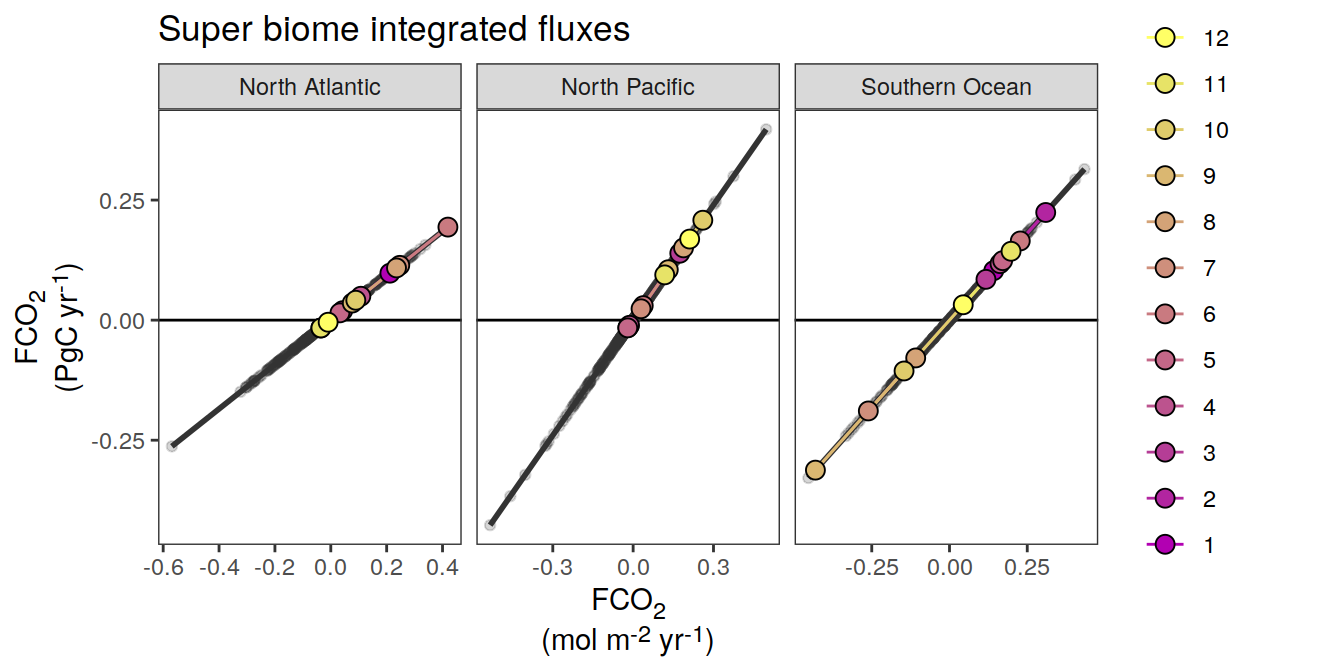 Super biome integrated fluxes
North Atlantic
North Pacific
Southern Ocean
0.25
0.00
-0.25
FCO₂
(PgC yr⁻¹)
-0.6 -0.4 -0.2 0.0 0.2 0.4
-0.3 0.0 0.3
-0.25 0.00 0.25
FCO₂
(mol m⁻² yr⁻¹)
12
11
10
9
8
7
6
5
4
3
2
1